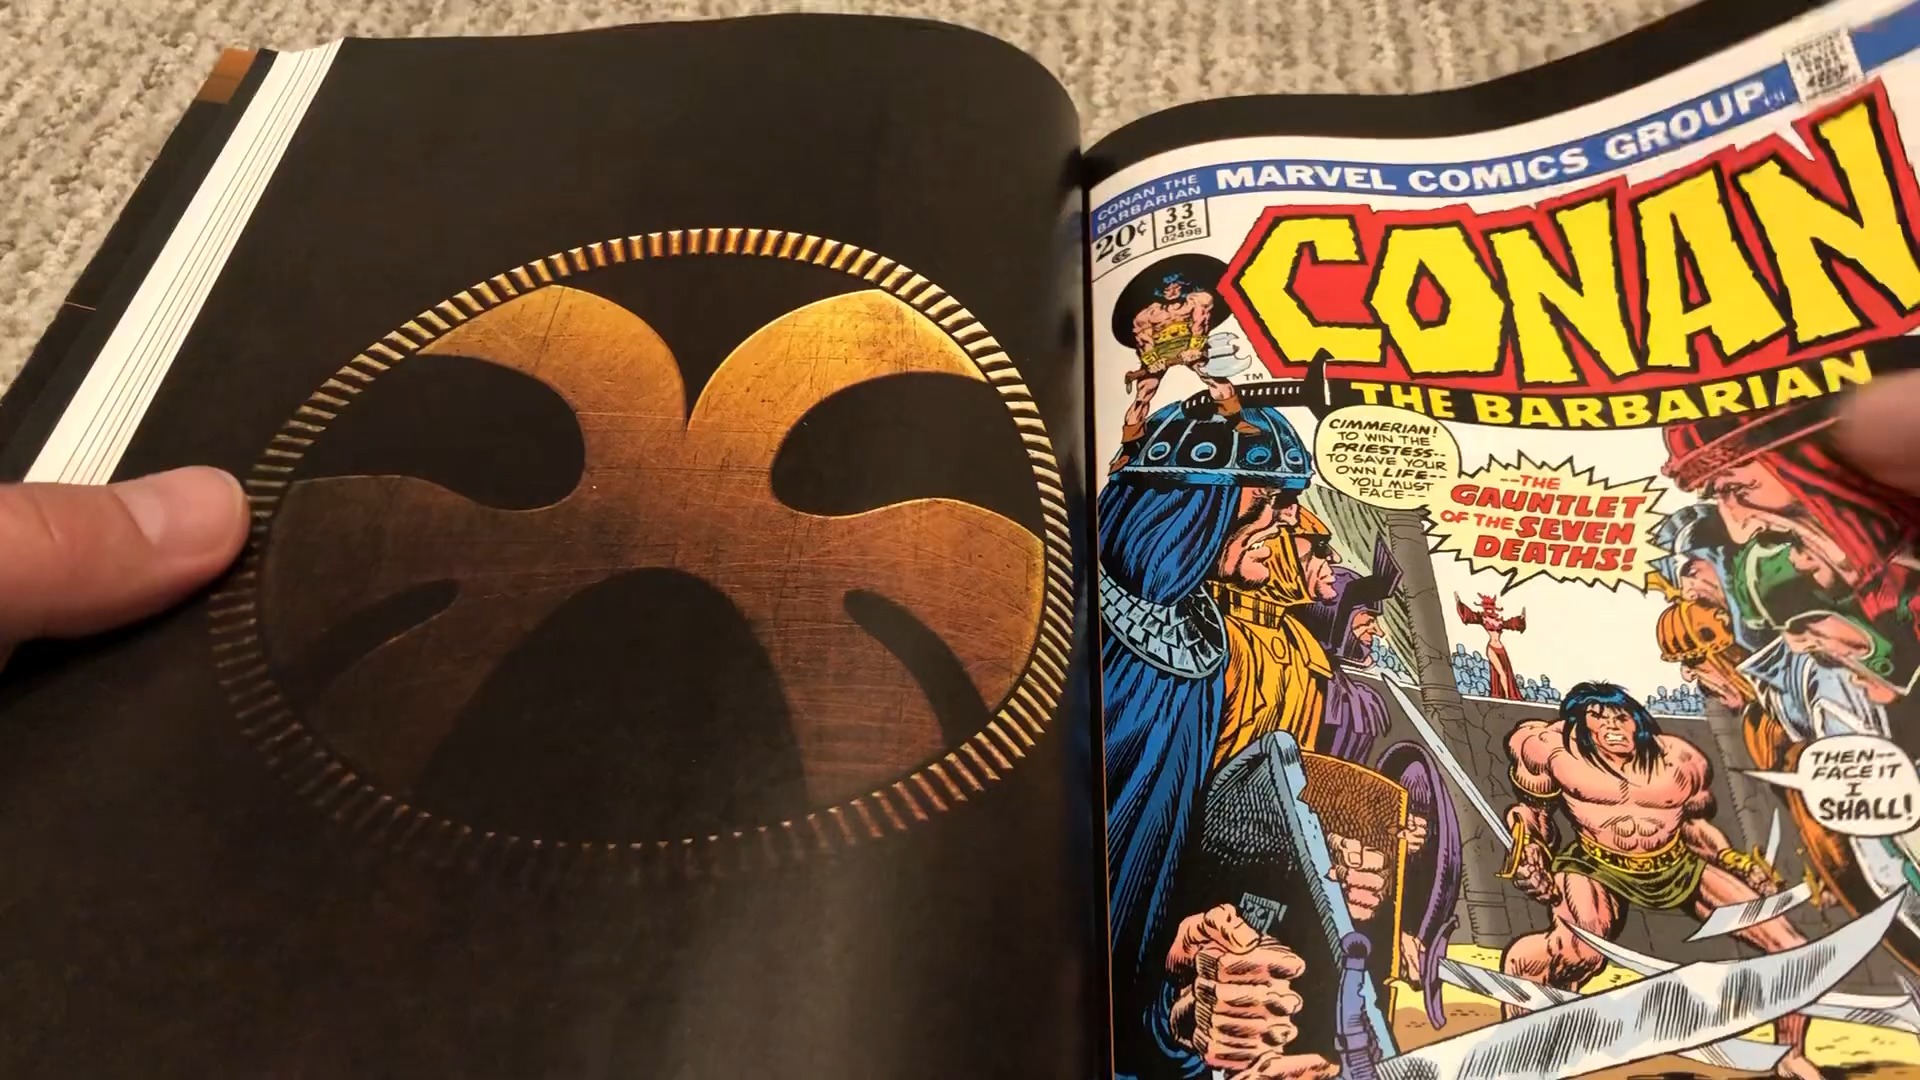 MARVEL COMICS GROUP
CONAN THE
BARBARIAN
20¢
33
DEC
02498
CONAN
THE BARBARIAN
TM
CIMMERIAN!
TO WIN THE
PRIESTESS--
TO SAVE YOUR
OWN LIFE--
YOU MUST
FACE--
--THE
GAUNTLET
OF THE SEVEN
DEATHS!
THEN--
FACE IT
I
SHALL!